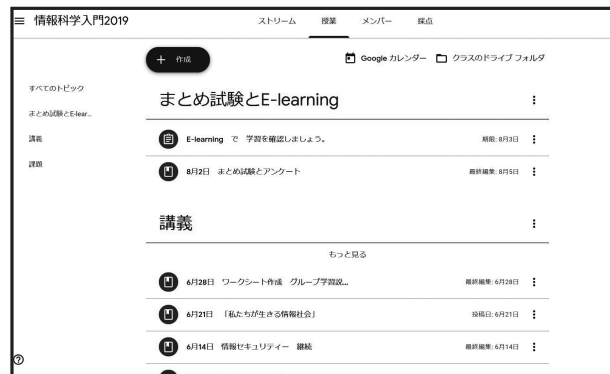 情報科学入門2019
ストリーム 授業 メンバー 採点
+ 作成
Google カレンダー クラスのドライブ フォルダ
すべてのトピック
まとめ試験とE-lear...
講義
課題
まとめ試験とE-learning
E-learning で 学習を確認しましょう。 期限: 8月3日
8月2日 まとめ試験とアンケート 最終編集: 8月5日
講義
もっと見る
6月28日 ワークシート作成 グループ学習説... 最終編集: 6月28日
6月21日 「私たちが生きる情報社会」 投稿日: 6月21日
6月14日 情報セキュリティー 継続 最終編集: 6月14日